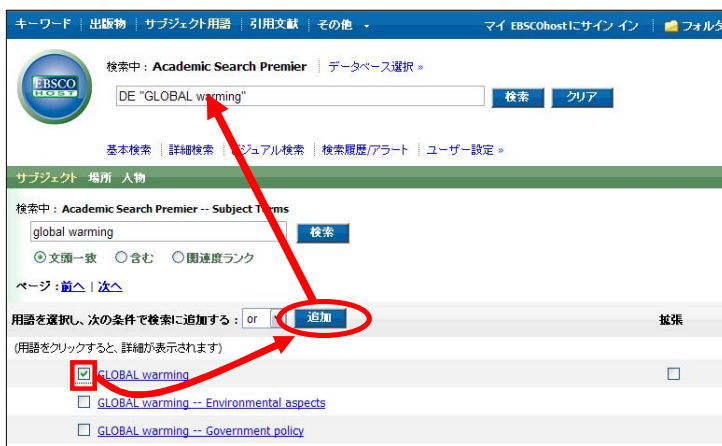 キーワード | 出版物 | サブジェクト用語 | 引用文献 | その他 マイ EBSCOhostにサイン イン | フォルダ
EBSCO
HOST
検索中 : Academic Search Premier | データベース選択 »
DE "GLOBAL warming" 検索 クリア
基本検索 | 詳細検索 | ビジュアル検索 | 検索履歴/アラート | ユーザー設定 »
サブジェクト 場所 人物
検索中 : Academic Search Premier -- Subject Terms
global warming 検索
文頭一致 含む 関連度ランク
ページ : 前へ | 次へ
用語を選択し、次の条件で検索に追加する : or 追加 拡張
(用語をクリックすると、詳細が表示されます)
GLOBAL warming
GLOBAL warming -- Environmental aspects
GLOBAL warming -- Government policy